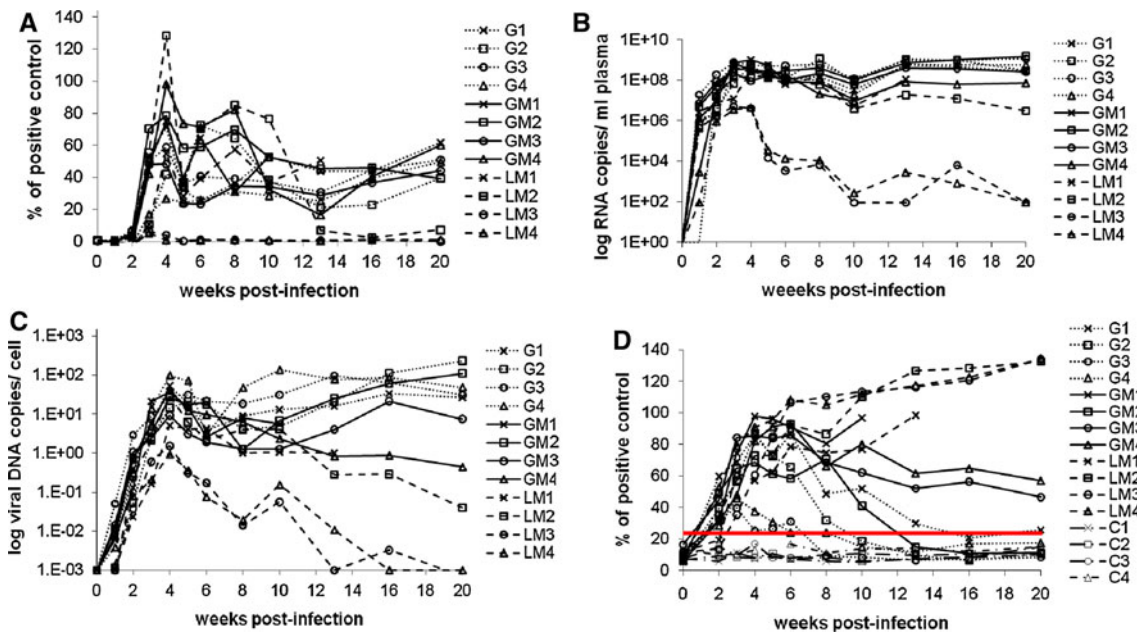 A
% of positive control
140
120
100
80
60
40
20
0
0 2 4 6 8 10 12 14 16 18 20
weeks post-infection
G1
G2
G3
G4
GM1
GM2
GM3
GM4
LM1
LM2
LM3
LM4
B
log RNA copies/ ml plasma
1E+10
1E+08
1E+06
1E+04
1E+02
1E+00
0 2 4 6 8 10 12 14 16 18 20
weeeks post-infection
G1
G2
G3
G4
GM1
GM2
GM3
GM4
LM1
LM2
LM3
LM4
C
log viral DNA copies/ cell
1.E+03
1.E+02
1.E+01
1.E+00
1.E-01
1.E-02
1.E-03
0 2 4 6 8 10 12 14 16 18 20
weeks post-infection
G1
G2
G3
G4
GM1
GM2
GM3
GM4
LM1
LM2
LM3
LM4
D
% of positive control
140
120
100
80
60
40
20
0
0 2 4 6 8 10 12 14 16 18 20
weeks post-infection
G1
G2
G3
G4
GM1
GM2
GM3
GM4
LM1
LM2
LM3
LM4
C1
C2
C3
C4